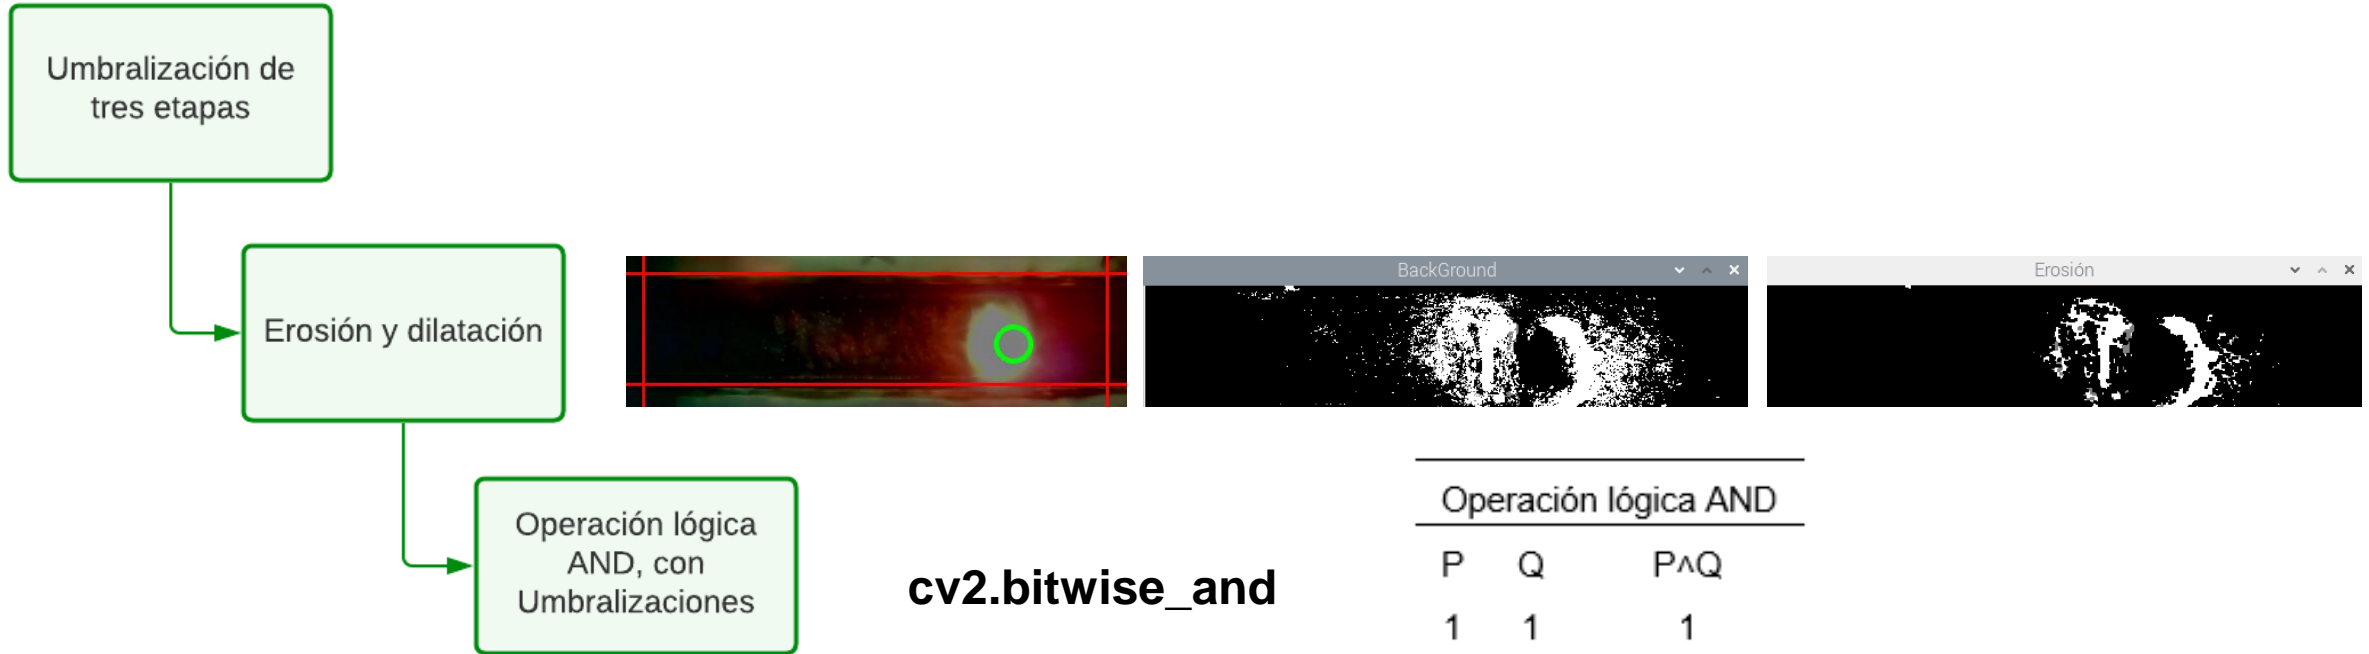 Umbralización de
tres etapas
Erosión y dilatación
BackGround
Erosión
Operación lógica
AND, con
Umbralizaciones
cv2.bitwise_and
Operación lógica AND
P Q P∧Q
1 1 1